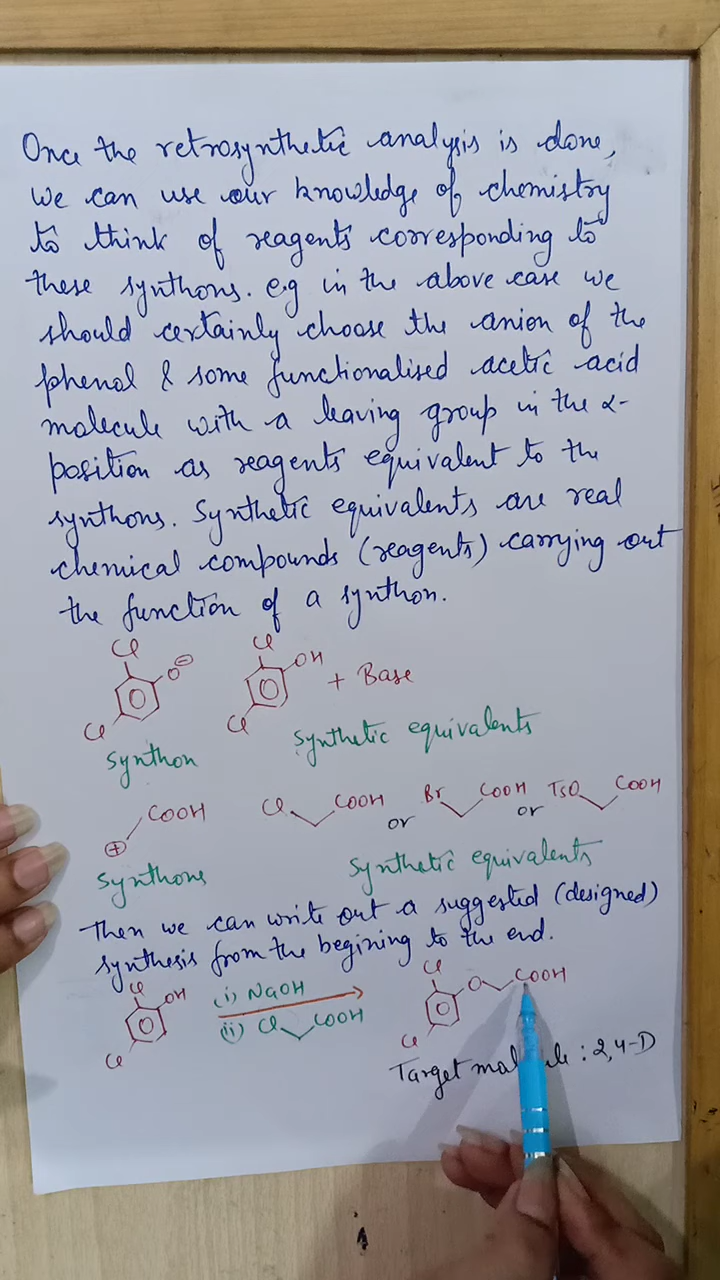 Once the retrosynthetic analysis is done,
we can use our knowledge of chemistry
to think of reagents corresponding to
these synthons. e.g in the above case we
should certainly choose the anion of the
phenol & some functionalised acetic acid
molecule with a leaving group in the α-
position as reagents equivalent to the
synthons. Synthetic equivalents are real
chemical compounds (reagents) carrying out
the function of a synthon.
Cl Cl
O⊖ OH + Base
Cl Cl
Synthon Synthetic equivalents
COOH Cl COOH or Br COOH or TsO COOH
⊕
Synthons Synthetic equivalents
Then we can write out a suggested (designed)
synthesis from the begining to the end.
Cl OH (i) NaOH Cl O COOH
Cl (ii) Cl COOH Cl
Target : 2,4-D